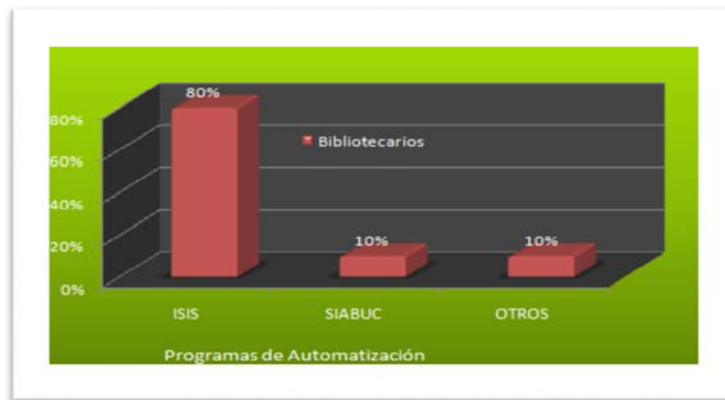 80%
80%
Bibliotecarios
60%
40%
10%
10%
20%
0%
ISIS
SIABUC
OTROS
Programas de Automatización